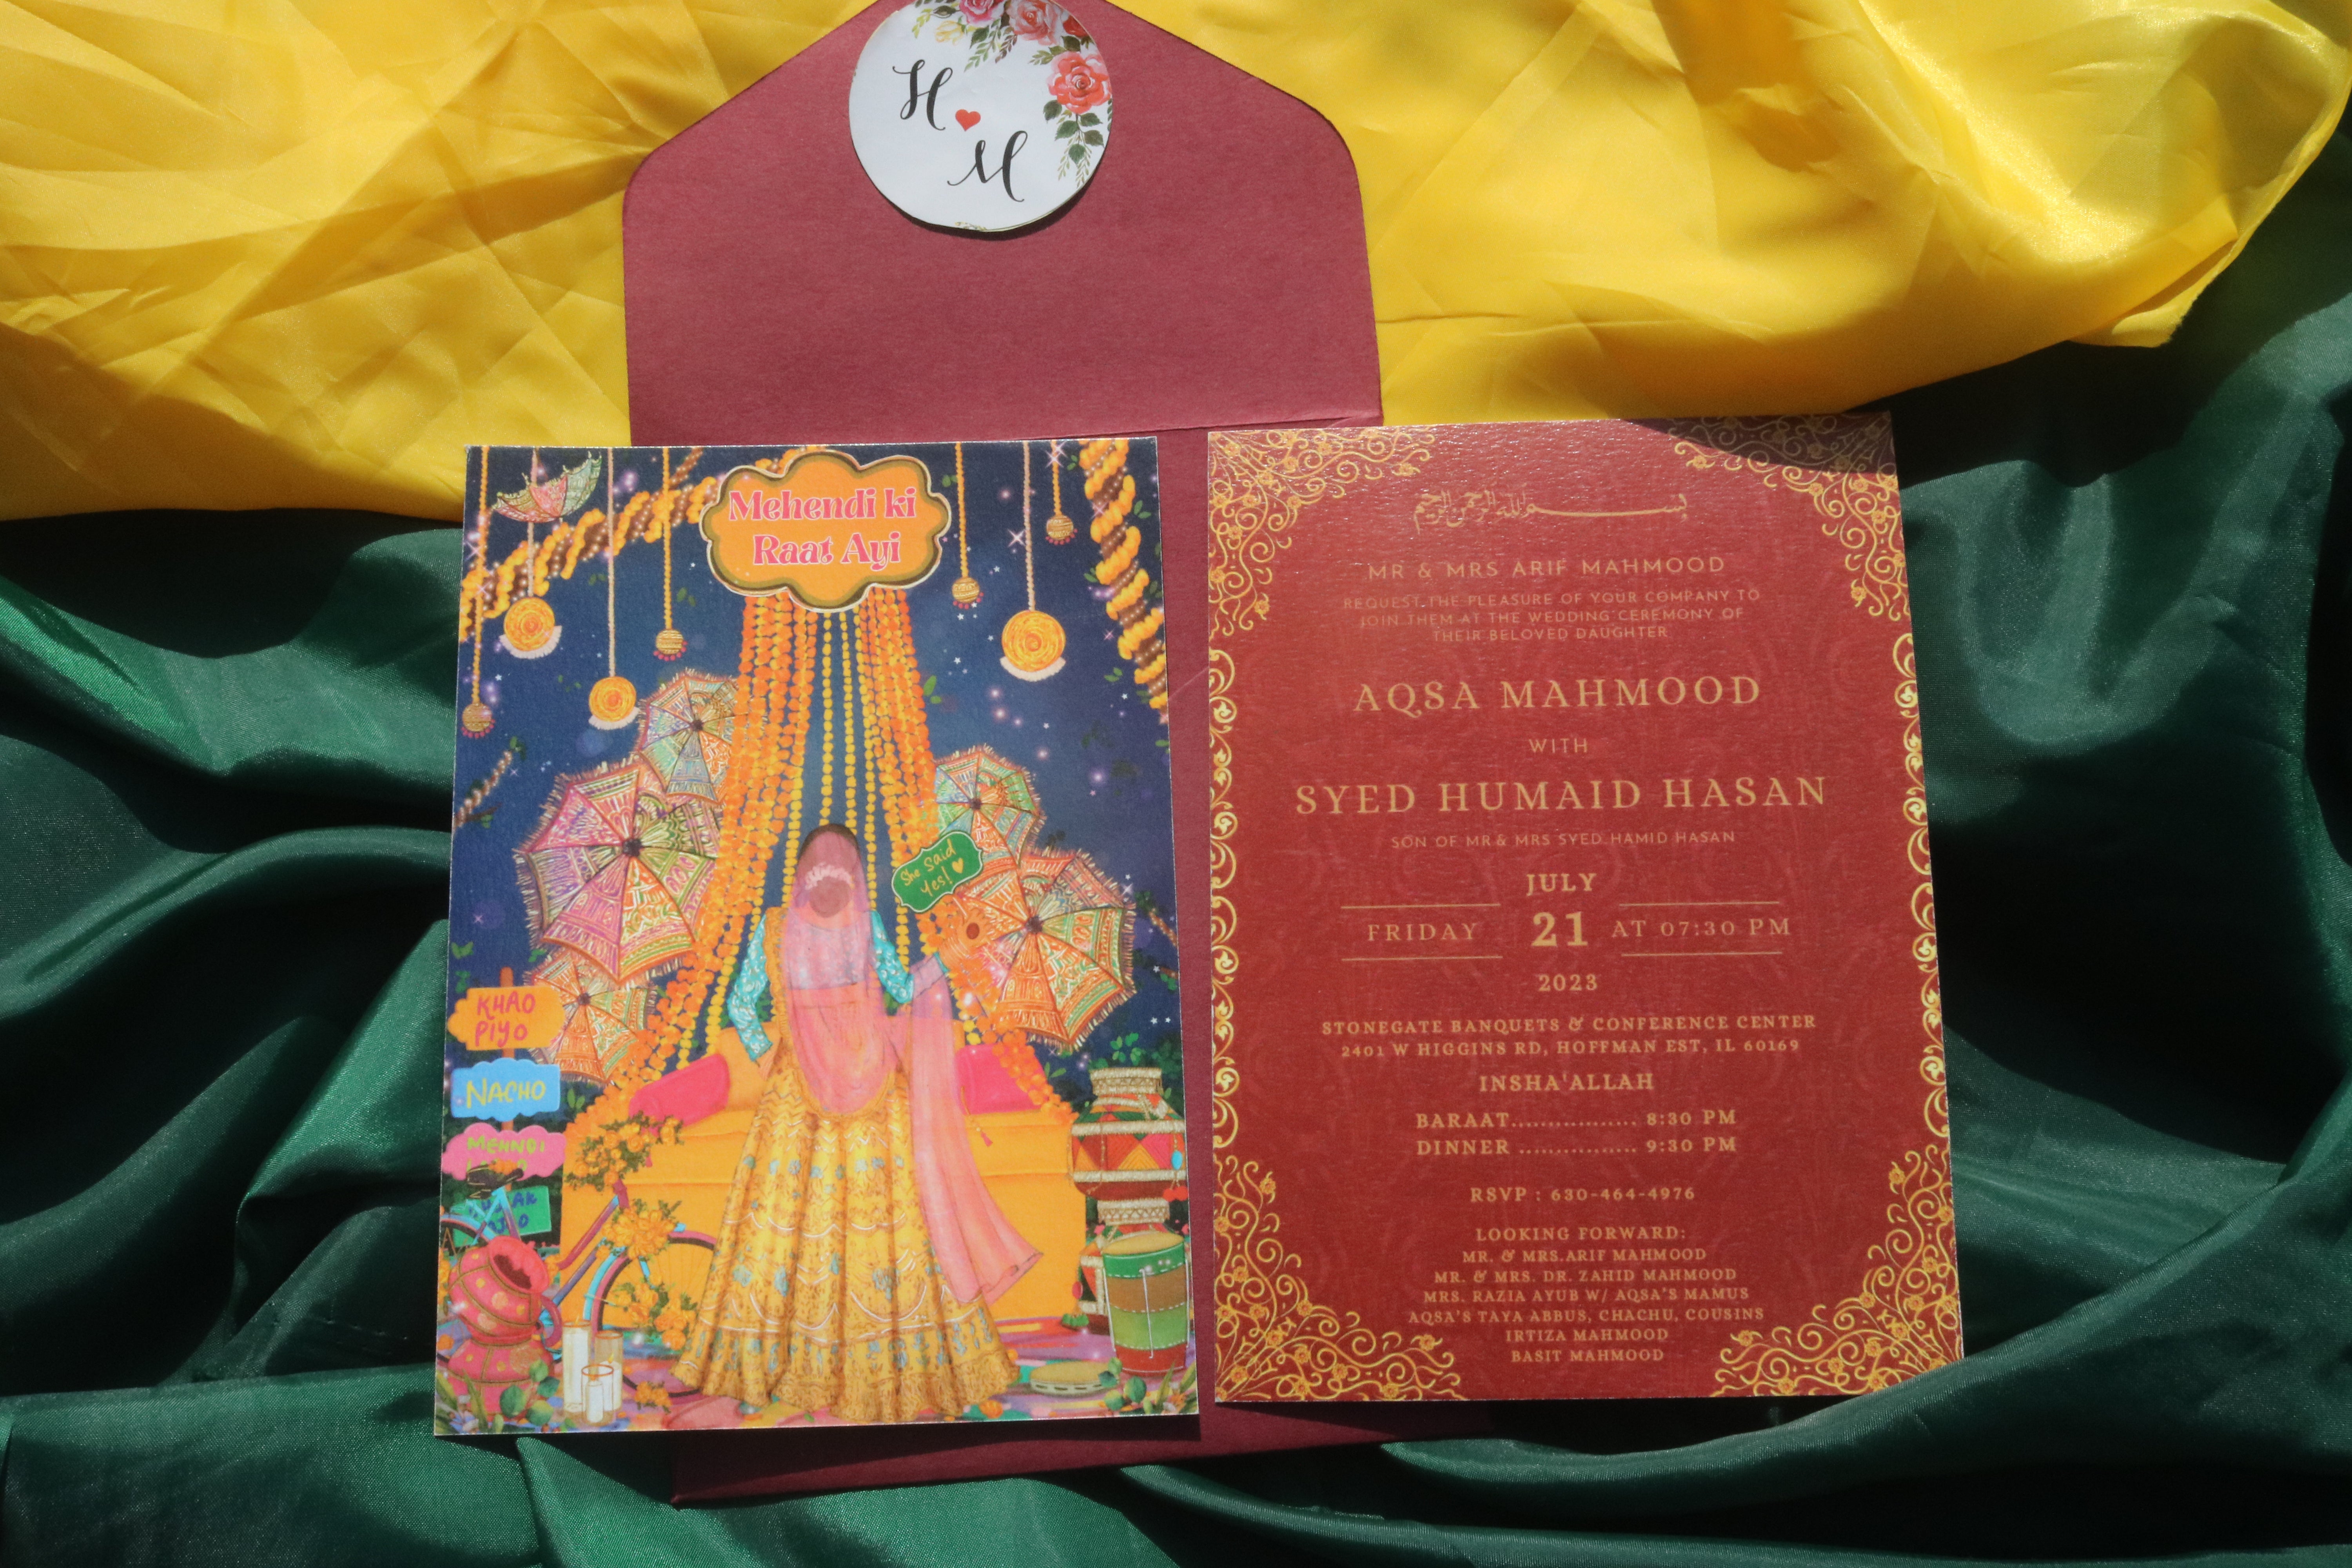 H
M
Mehendi ki
Raat Ayi
She Said
Yes!
KHAO
PIYO
NACHO
MEHNDI
بسم الله الرحمن الرحيم
MR & MRS ARIF MAHMOOD
REQUEST THE PLEASURE OF YOUR COMPANY TO
JOIN THEM AT THE WEDDING CEREMONY OF
THEIR BELOVED DAUGHTER
AQSA MAHMOOD
WITH
SYED HUMAID HASAN
SON OF MR & MRS SYED HAMID HASAN
JULY
FRIDAY 21 AT 07:30 PM
2023
STONEGATE BANQUETS & CONFERENCE CENTER
2401 W HIGGINS RD, HOFFMAN EST, IL 60169
INSHA'ALLAH
BARAAT.................. 8:30 PM
DINNER ................. 9:30 PM
RSVP : 630-464-4976
LOOKING FORWARD:
MR. & MRS.ARIF MAHMOOD
MR. & MRS. DR. ZAHID MAHMOOD
MRS. RAZIA AYUB W/ AQSA'S MAMUS
AQSA'S TAYA ABBUS, CHACHU, COUSINS
IRTIZA MAHMOOD
BASIT MAHMOOD